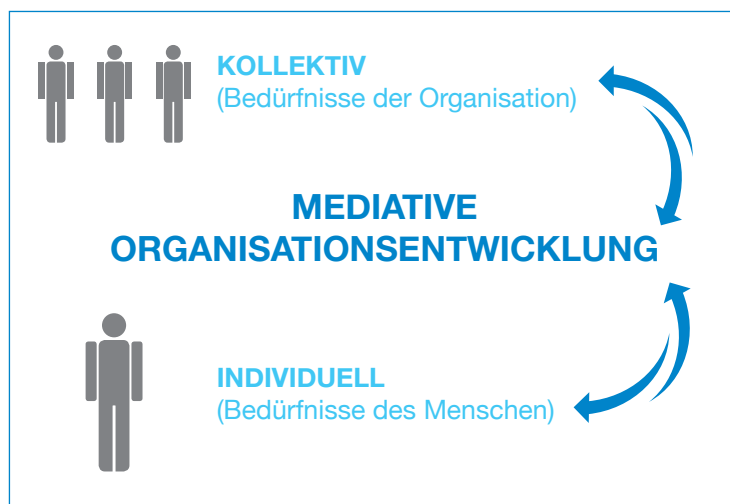 KOLLEKTIV
(Bedürfnisse der Organisation)
MEDIATIVE
ORGANISATIONSENTWICKLUNG
INDIVIDUELL
(Bedürfnisse des Menschen)